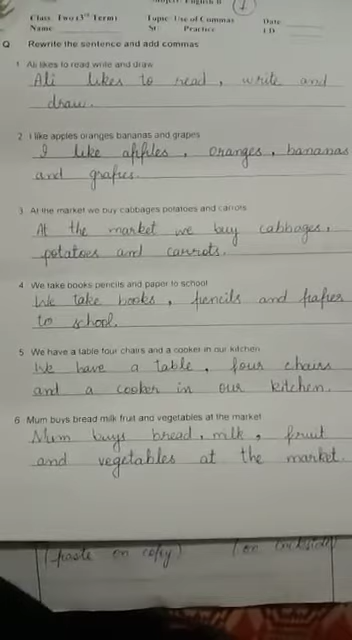 English
Class Two (3rd Term) Topic Use of Commas Date
Name Practice I D
Q Rewrite the sentence and add commas
1 Ali likes to read write and draw
Ali likes to read, write and
draw.
2 I like apples oranges bananas and grapes
I like apples, oranges, bananas
and grapes.
3 At the market we buy cabbages potatoes and carrots
At the market we buy cabbages,
potatoes and carrots.
4 We take books pencils and paper to school
We take books, pencils and paper
to school.
5 We have a table four chairs and a cooker in our kitchen
We have a table, four chairs
and a cooker in our kitchen.
6 Mum buys bread milk fruit and vegetables at the market
Mum buys bread, milk, fruit
and vegetables at the market.
(paste on copy)